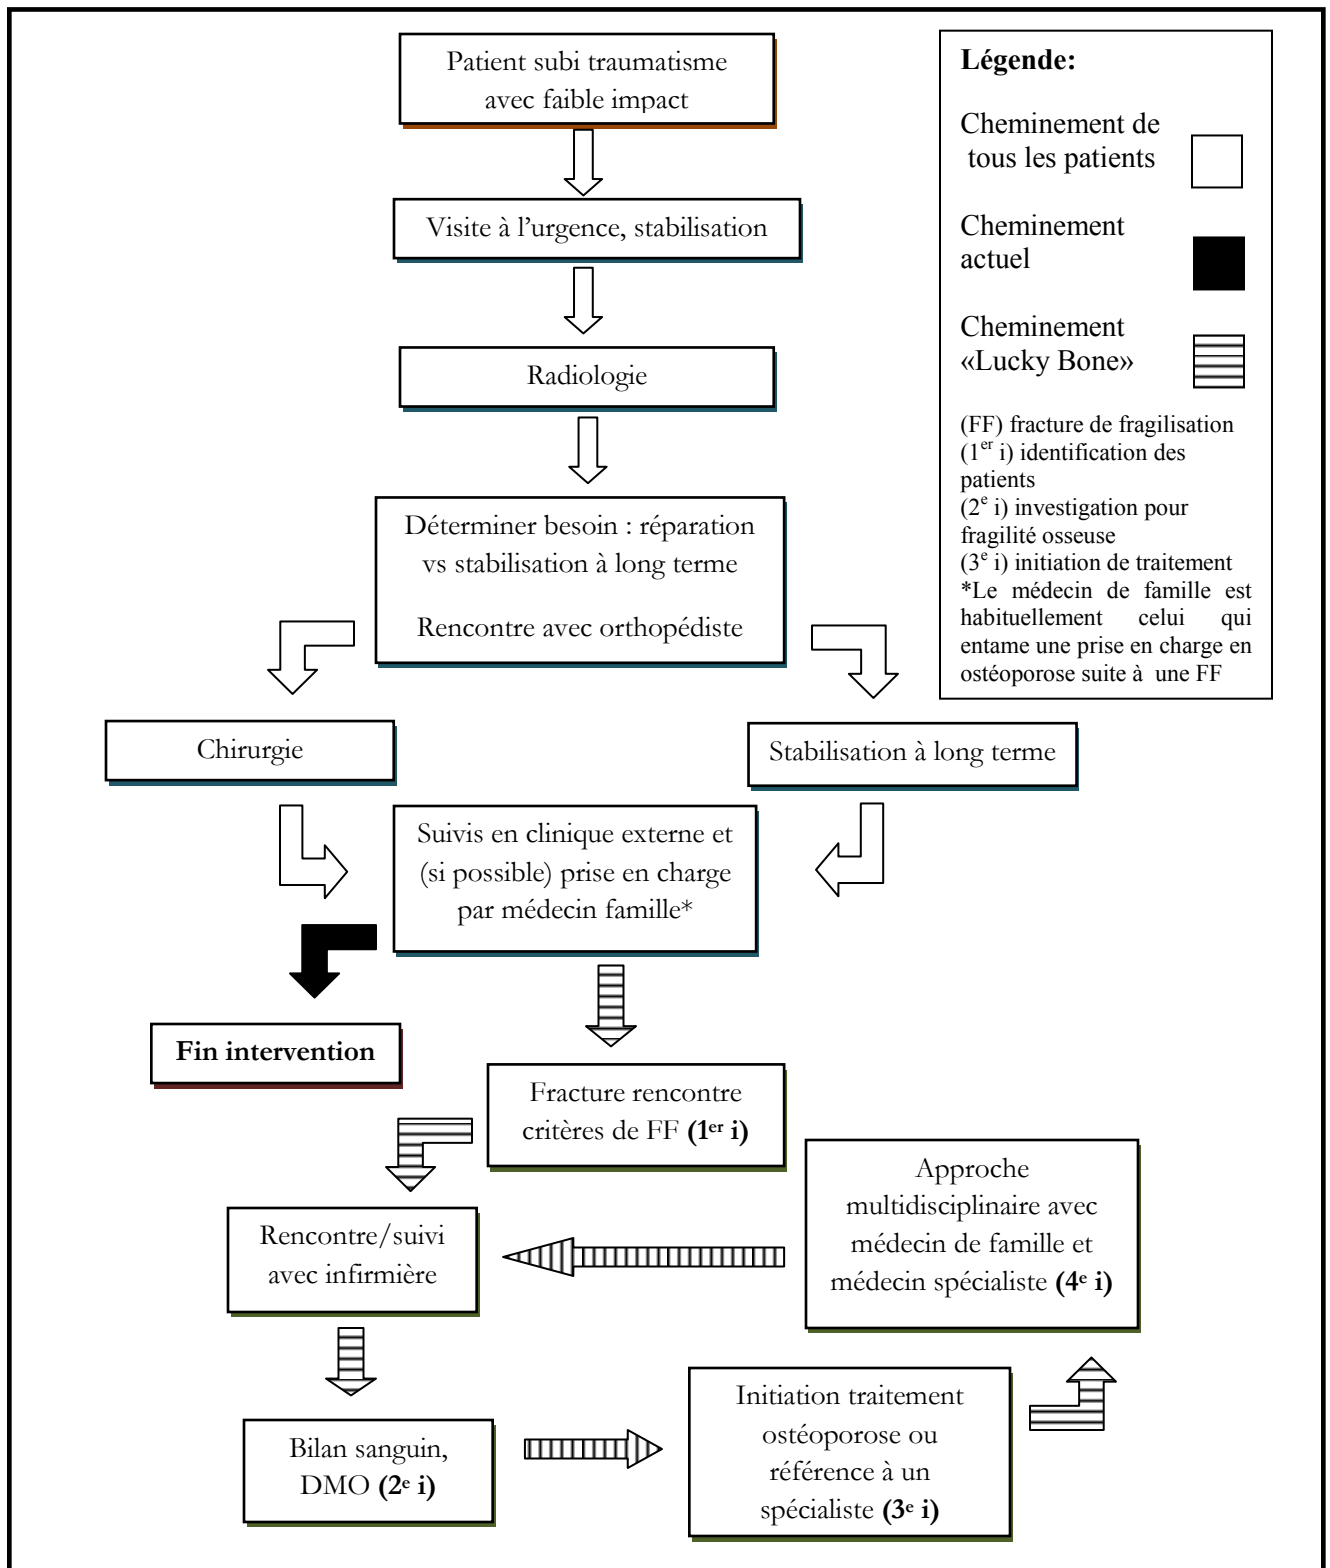 Patient subi traumatisme
avec faible impact
Visite à l'urgence, stabilisation
Radiologie
Déterminer besoin : réparation
vs stabilisation à long terme
Rencontre avec orthopédiste
Chirurgie
Stabilisation à long terme
Suivis en clinique externe et
(si possible) prise en charge
par médecin famille*
Fin intervention
Fracture rencontre
critères de FF (1er i)
Rencontre/suivi
avec infirmière
Approche
multidisciplinaire avec
médecin de famille et
médecin spécialiste (4e i)
Bilan sanguin,
DMO (2e i)
Initiation traitement
ostéoporose ou
référence à un
spécialiste (3e i)
Légende:
Cheminement de
tous les patients
Cheminement
actuel
Cheminement
«Lucky Bone»
(FF) fracture de fragilisation
(1er i) identification des
patients
(2e i) investigation pour
fragilité osseuse
(3e i) initiation de traitement
*Le médecin de famille est
habituellement celui qui
entame une prise en charge en
ostéoporose suite à une FF